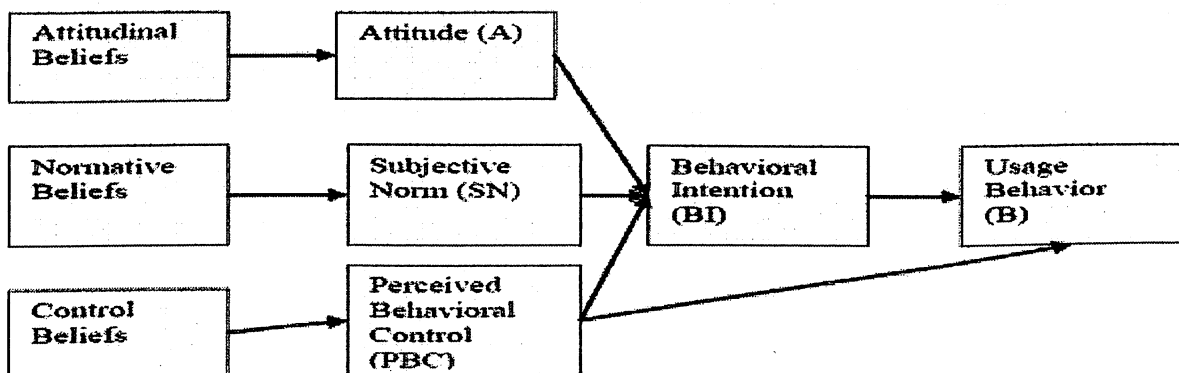 Attitudinal
Beliefs
Attitude (A)
Normative
Beliefs
Subjective
Norm (SN)
Behavioral
Intention
(BI)
Usage
Behavior
(B)
Control
Beliefs
Perceived
Behavioral
Control
(PBC)